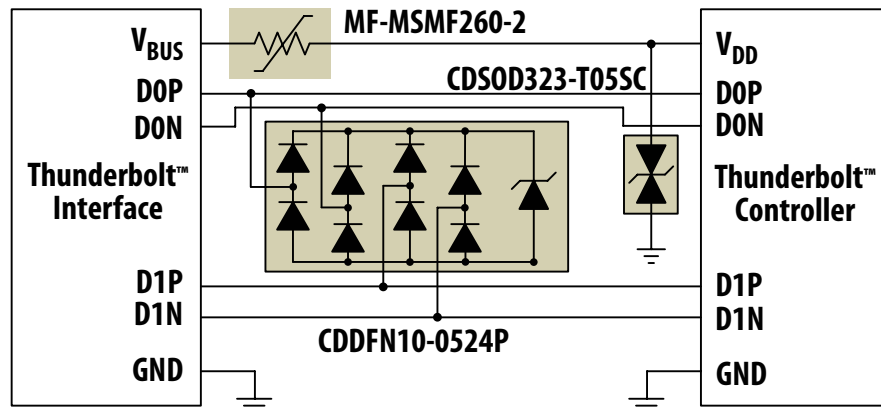 MF-MSMF260-2
VBUS
VDD
CDSOD323-T05SC
D0P
D0P
D0N
D0N
Thunderbolt™
Interface
Thunderbolt™
Controller
D1P
D1P
D1N
D1N
CDDFN10-0524P
GND
GND